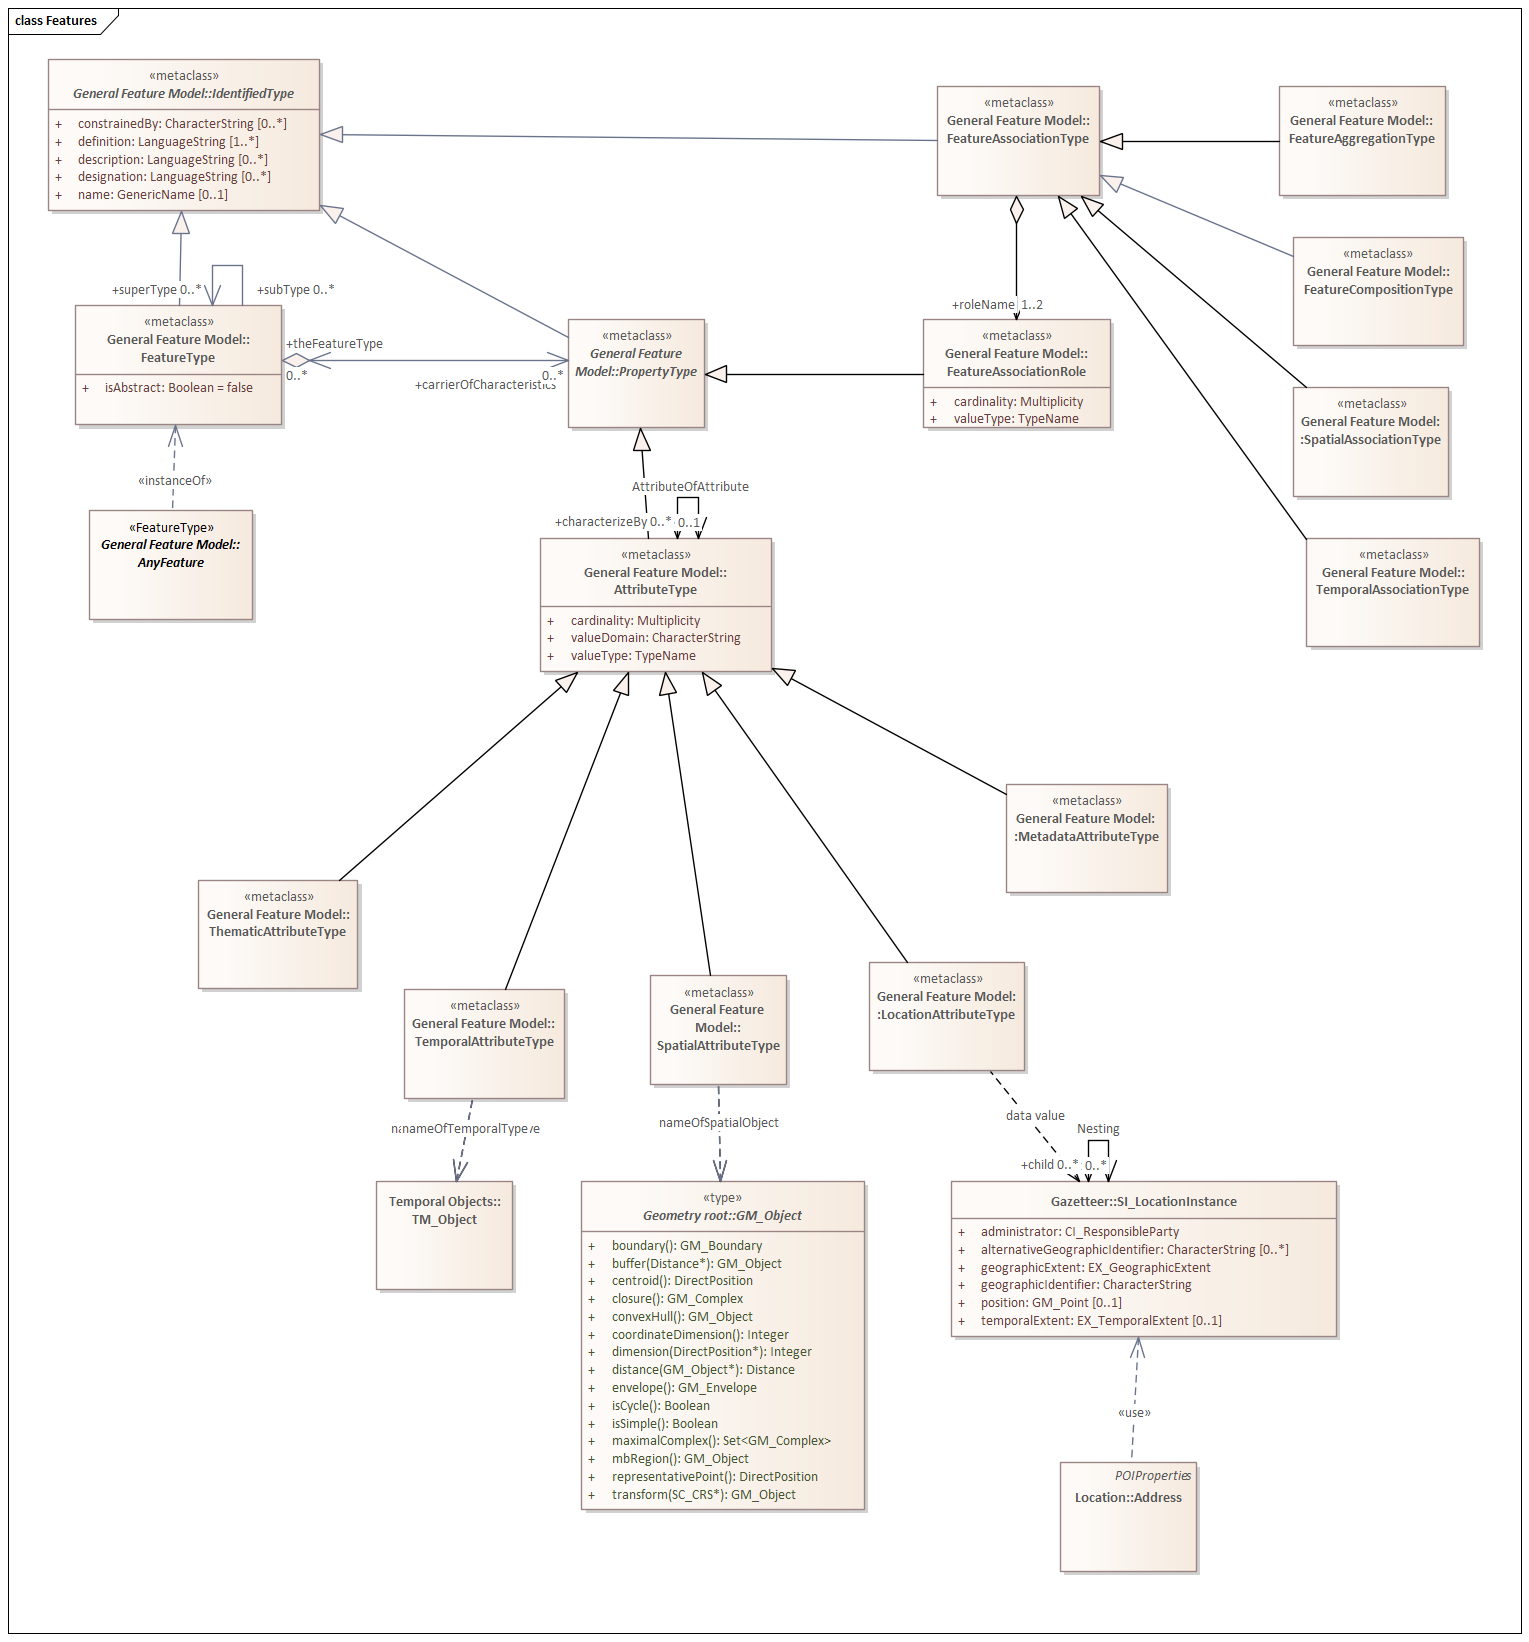 class Features
«metaclass»
General Feature Model::IdentifiedType
+ constrainedBy: CharacterString [0..*]
+ definition: LanguageString [1..*]
+ description: LanguageString [0..*]
+ designation: LanguageString [0..*]
+ name: GenericName [0..1]
«metaclass»
General Feature Model::
FeatureAssociationType
«metaclass»
General Feature Model::
FeatureAggregationType
«metaclass»
General Feature Model::
FeatureCompositionType
+superType 0..*
+subType 0..*
«metaclass»
General Feature Model::
FeatureType
+ isAbstract: Boolean = false
+theFeatureType
0..*
0..*
+carrierOfCharacteristics
«metaclass»
General Feature
Model::PropertyType
+roleName 1..2
«metaclass»
General Feature Model::
FeatureAssociationRole
+ cardinality: Multiplicity
+ valueType: TypeName
«metaclass»
General Feature Model:
:SpatialAssociationType
«instanceOf»
«FeatureType»
General Feature Model::
AnyFeature
AttributeOfAttribute
+characterizeBy 0..*
0..1
«metaclass»
General Feature Model::
AttributeType
+ cardinality: Multiplicity
+ valueDomain: CharacterString
+ valueType: TypeName
«metaclass»
General Feature Model::
TemporalAssociationType
«metaclass»
General Feature Model:
:MetadataAttributeType
«metaclass»
General Feature Model::
ThematicAttributeType
«metaclass»
General Feature Model::
TemporalAttributeType
«metaclass»
General Feature
Model::
SpatialAttributeType
«metaclass»
General Feature Model:
:LocationAttributeType
nameOfTemporalType
nameOfSpatialObject
data value
Nesting
+child 0..*
0..*
Temporal Objects::
TM_Object
«type»
Geometry root::GM_Object
+ boundary(): GM_Boundary
+ buffer(Distance*): GM_Object
+ centroid(): DirectPosition
+ closure(): GM_Complex
+ convexHull(): GM_Object
+ coordinateDimension(): Integer
+ dimension(DirectPosition*): Integer
+ distance(GM_Object*): Distance
+ envelope(): GM_Envelope
+ isCycle(): Boolean
+ isSimple(): Boolean
+ maximalComplex(): Set<GM_Complex>
+ mbRegion(): GM_Object
+ representativePoint(): DirectPosition
+ transform(SC_CRS*): GM_Object
Gazetteer::SI_LocationInstance
+ administrator: CI_ResponsibleParty
+ alternativeGeographicIdentifier: CharacterString [0..*]
+ geographicExtent: EX_GeographicExtent
+ geographicIdentifier: CharacterString
+ position: GM_Point [0..1]
+ temporalExtent: EX_TemporalExtent [0..1]
«use»
POIProperties
Location::Address